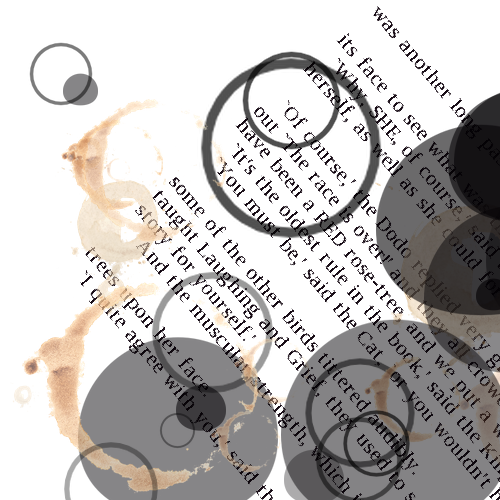 was another long
its face to see what was
`Why, SHE, of course,' said
herself, as well as she could for
`Of course,' the Dodo replied very
out `The race is over!' and they all crowd
have been a RED rose-tree, and we put a w
`It's the oldest rule in the book,' said the K
`You must be,' said the Cat, `or you wouldn't
some of the other birds tittered audibly.
taught Laughing and Grief, they used to s
story for yourself.'
And the muscular strength, which i
trees upon her face.
`I quite agree with you,' said th